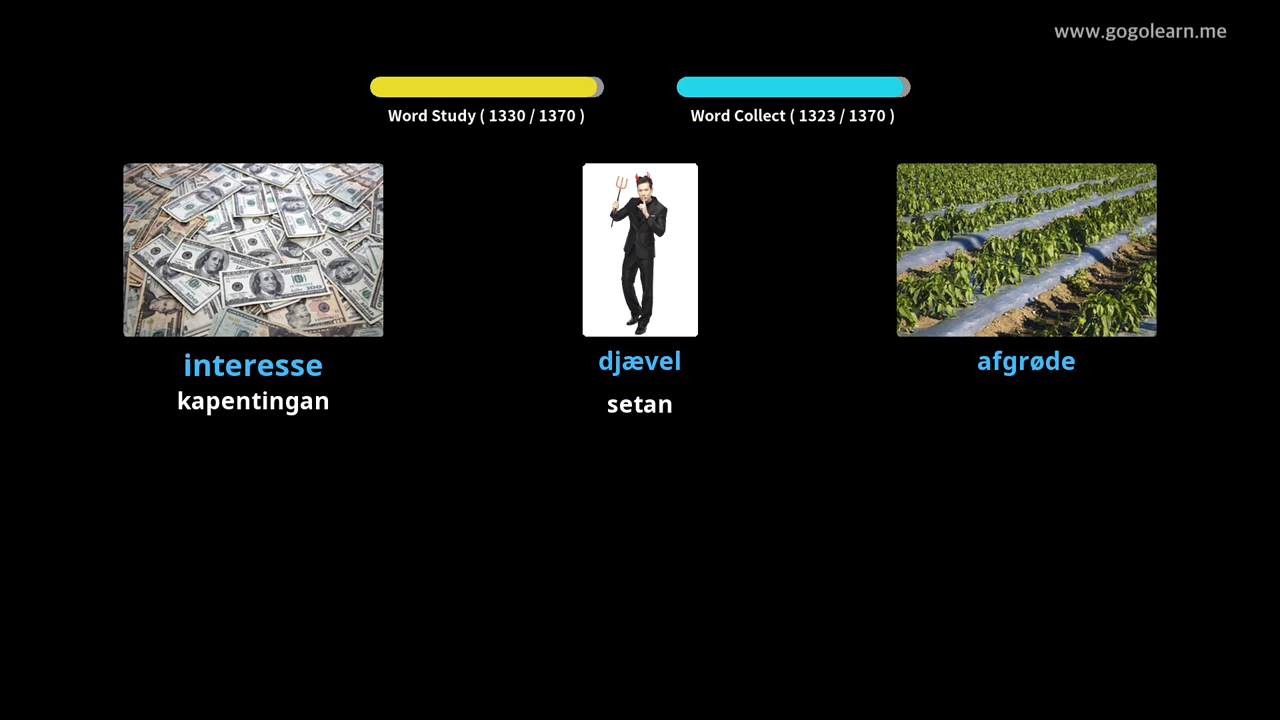 www.gogolearn.me
Word Study ( 1330 / 1370 )
Word Collect ( 1323 / 1370 )
interesse
kapentingan
djævel
setan
afgrøde